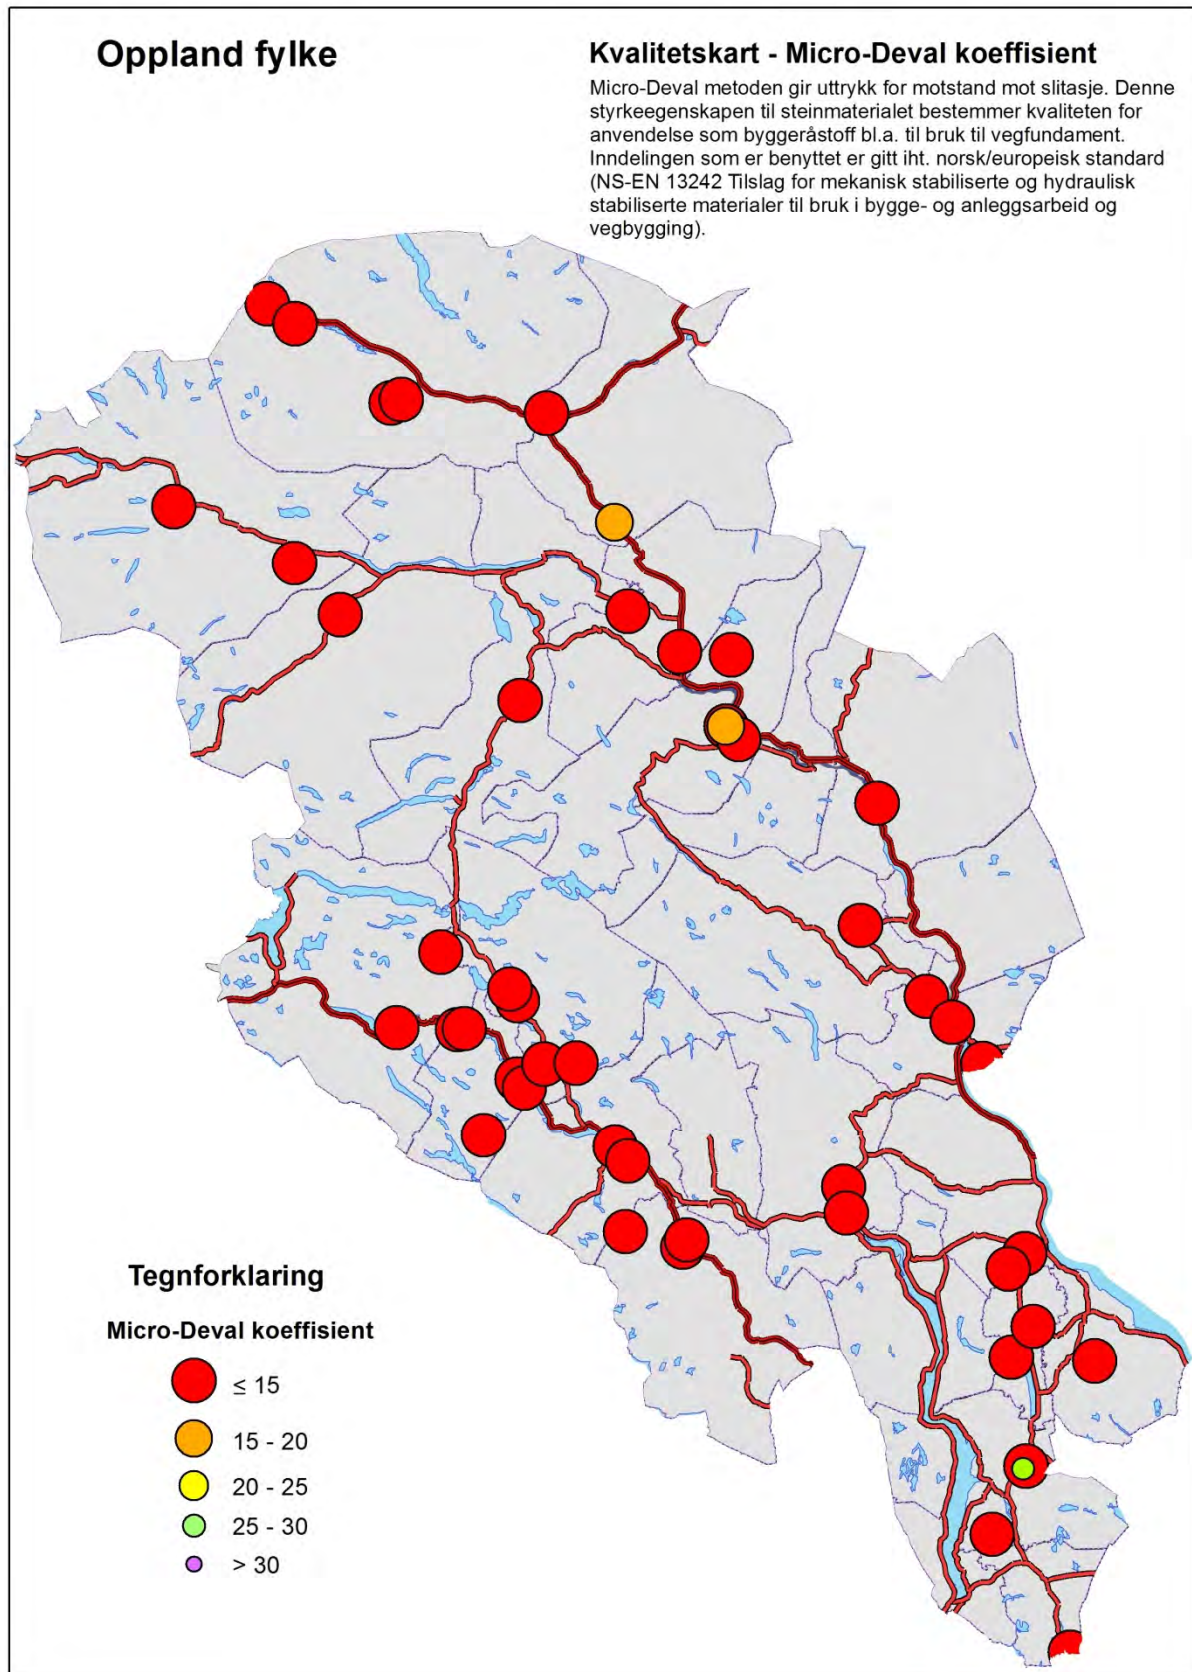 Oppland fylke
Kvalitetskart - Micro-Deval koeffisient
Micro-Deval metoden gir uttrykk for motstand mot slitasje. Denne
styrkeegenskapen til steinmaterialet bestemmer kvaliteten for
anvendelse som byggeråstoff bl.a. til bruk til vegfundament.
Inndelingen som er benyttet er gitt iht. norsk/europeisk standard
(NS-EN 13242 Tilslag for mekanisk stabiliserte og hydraulisk
stabiliserte materialer til bruk i bygge- og anleggsarbeid og
vegbygging).
Tegnforklaring
Micro-Deval koeffisient
≤ 15
15 - 20
20 - 25
25 - 30
> 30